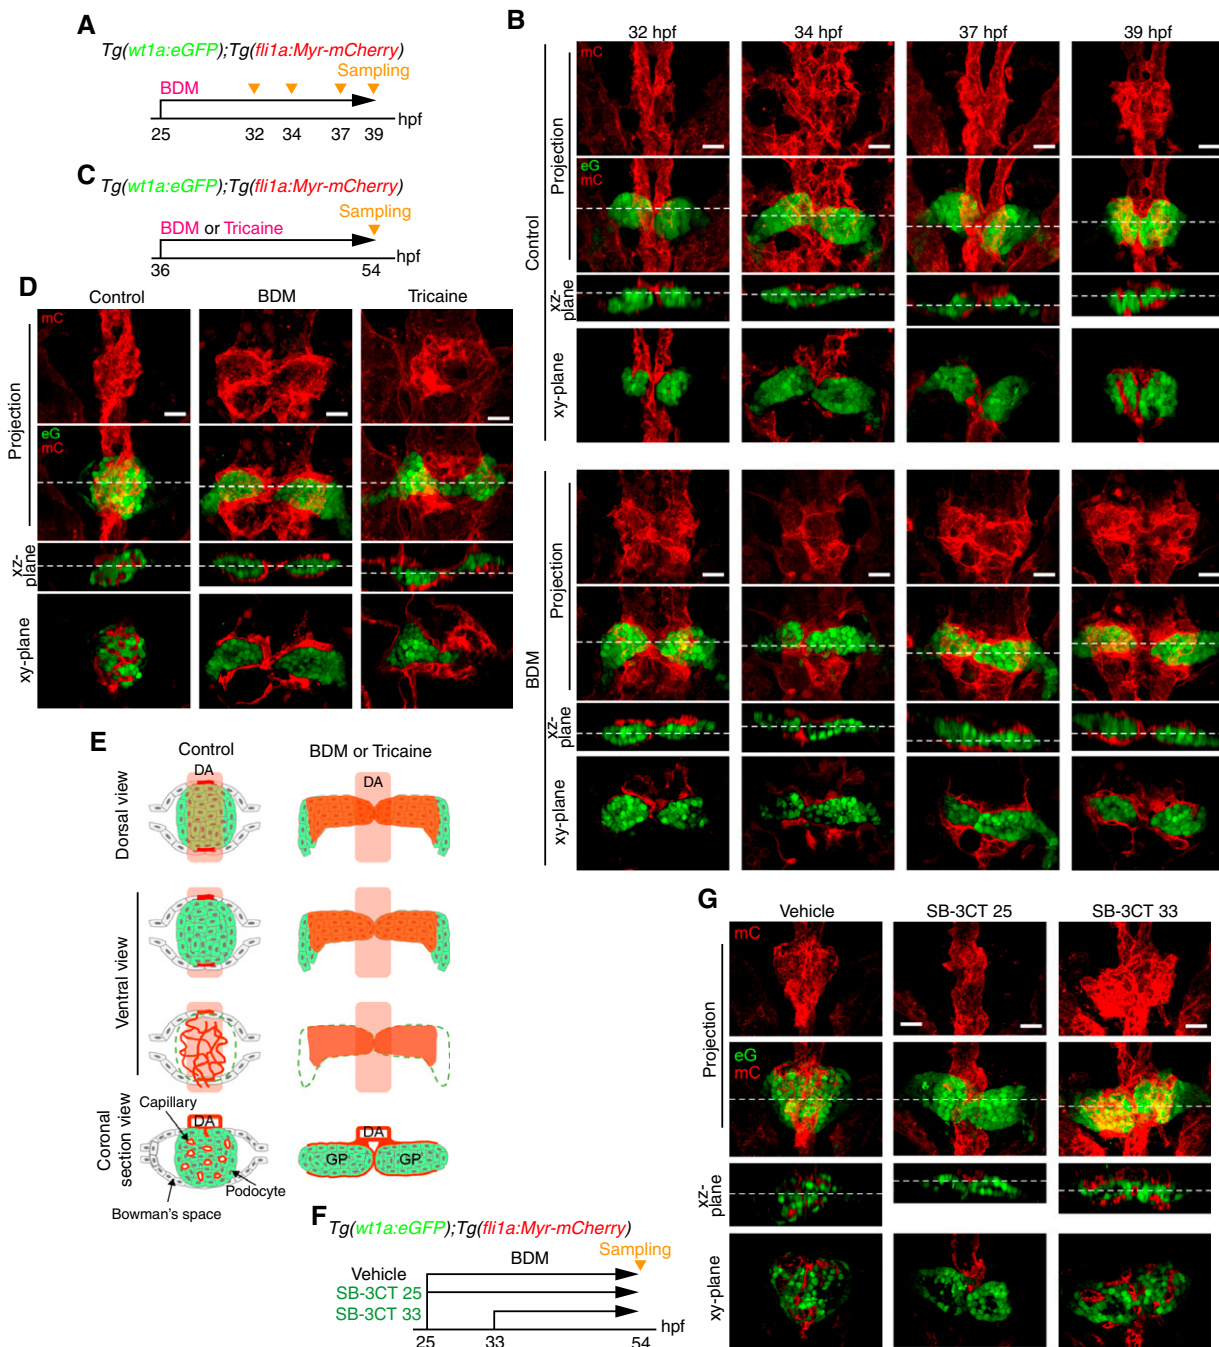 A
Tg(wt1a:eGFP);Tg(fli1a:Myr-mCherry)
Sampling
BDM
hpf
25 32 34 37 39
C
Tg(wt1a:eGFP);Tg(fli1a:Myr-mCherry)
Sampling
BDM or Tricaine
hpf
36 54
B
32 hpf 34 hpf 37 hpf 39 hpf
Control
Projection
mC
eG
mC
xz-
plane
xy-plane
BDM
Projection
xz-
plane
xy-plane
D
Control BDM Tricaine
Projection
mC
eG
mC
xz-
plane
xy-plane
E
Control BDM or Tricaine
Dorsal view
DA DA
Ventral view
Coronal
section view
Capillary
DA DA
GP GP
Podocyte
Bowman's space
F
Tg(wt1a:eGFP);Tg(fli1a:Myr-mCherry)
Sampling
BDM
Vehicle
SB-3CT 25
SB-3CT 33
hpf
25 33 54
G
Vehicle SB-3CT 25 SB-3CT 33
Projection
mC
eG
mC
xz-
plane
xy-plane